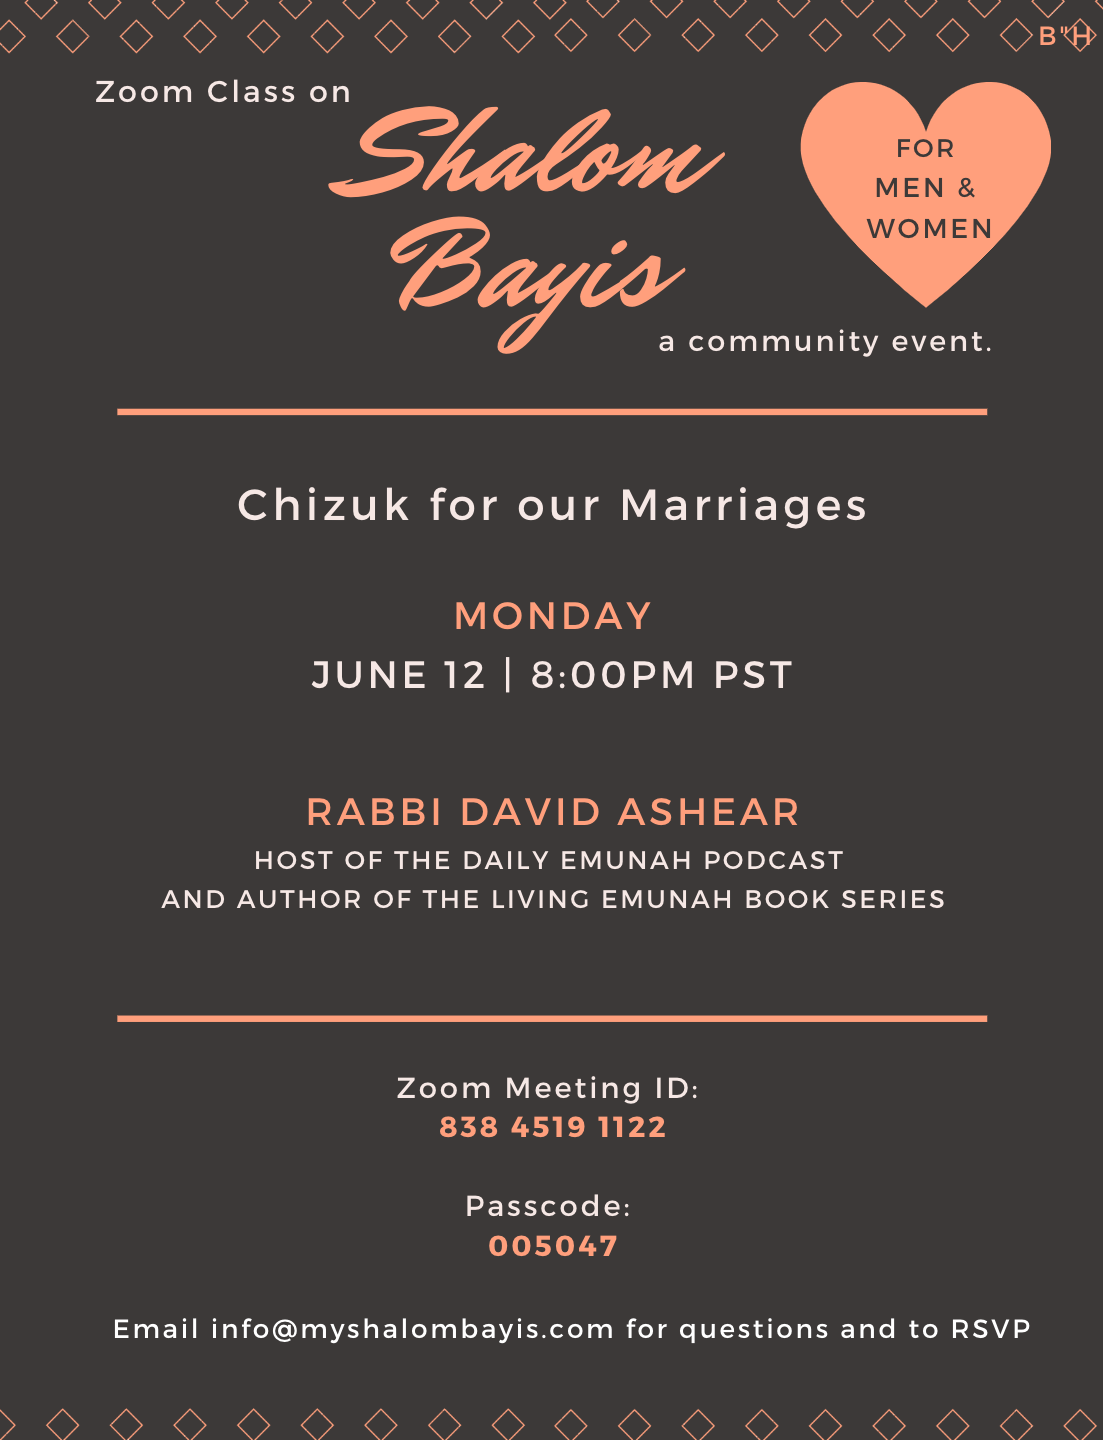 B"H
Zoom Class on
Shalom
Bayis
FOR
MEN &
WOMEN
a community event.
Chizuk for our Marriages
MONDAY
JUNE 12 | 8:00PM PST
RABBI DAVID ASHEAR
HOST OF THE DAILY EMUNAH PODCAST
AND AUTHOR OF THE LIVING EMUNAH BOOK SERIES
Zoom Meeting ID:
838 4519 1122
Passcode:
005047
Email info@myshalombayis.com for questions and to RSVP